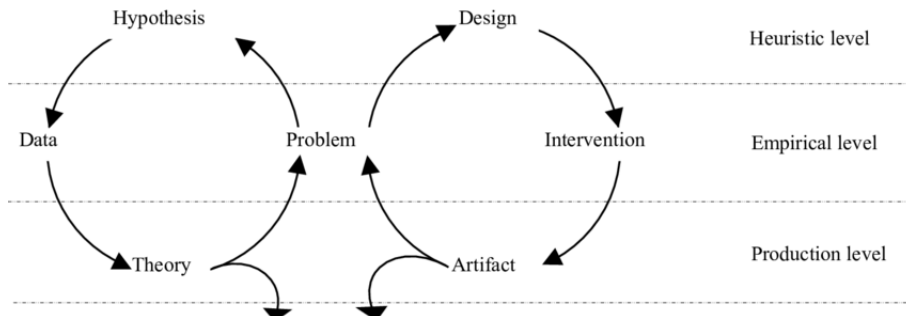 Hypothesis
Design
Heuristic level
Data
Problem
Intervention
Empirical level
Theory
Artifact
Production level